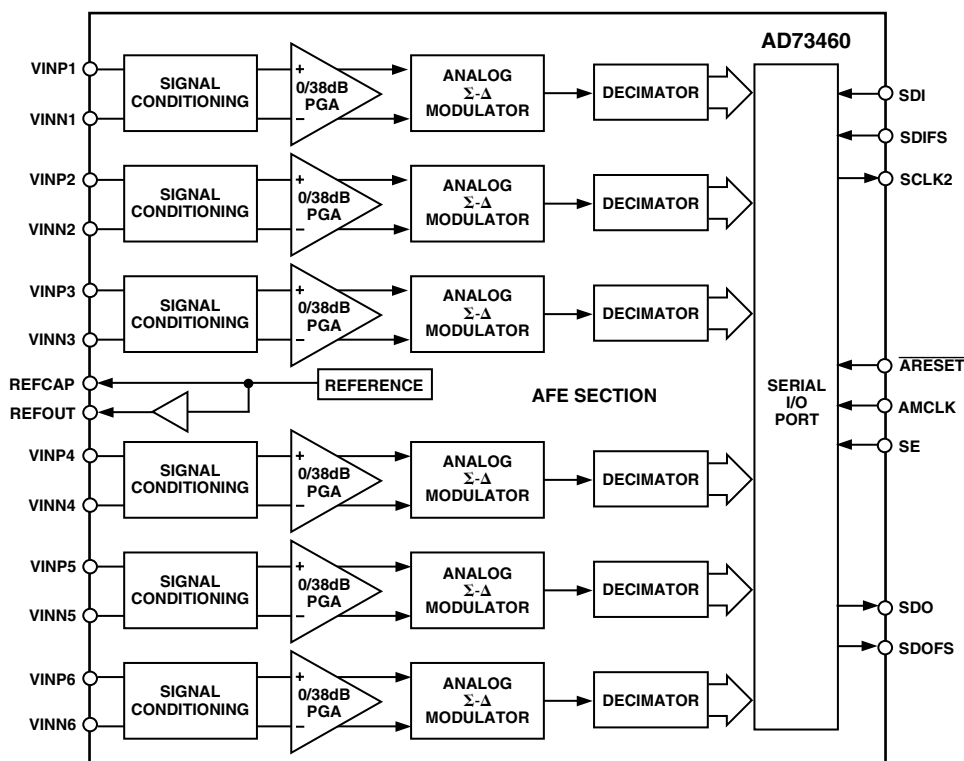 AD73460
VINP1
VINN1
SIGNAL
CONDITIONING
+
0/38dB
PGA
−
ANALOG
Σ-Δ
MODULATOR
DECIMATOR
SDI
SDIFS
SCLK2
VINP2
VINN2
SIGNAL
CONDITIONING
+
0/38dB
PGA
−
ANALOG
Σ-Δ
MODULATOR
DECIMATOR
VINP3
VINN3
SIGNAL
CONDITIONING
+
0/38dB
PGA
−
ANALOG
Σ-Δ
MODULATOR
DECIMATOR
REFCAP
REFOUT
REFERENCE
AFE SECTION
SERIAL
I/O
PORT
ARESET
AMCLK
SE
VINP4
VINN4
SIGNAL
CONDITIONING
+
0/38dB
PGA
−
ANALOG
Σ-Δ
MODULATOR
DECIMATOR
VINP5
VINN5
SIGNAL
CONDITIONING
+
0/38dB
PGA
−
ANALOG
Σ-Δ
MODULATOR
DECIMATOR
SDO
SDOFS
VINP6
VINN6
SIGNAL
CONDITIONING
+
0/38dB
PGA
−
ANALOG
Σ-Δ
MODULATOR
DECIMATOR